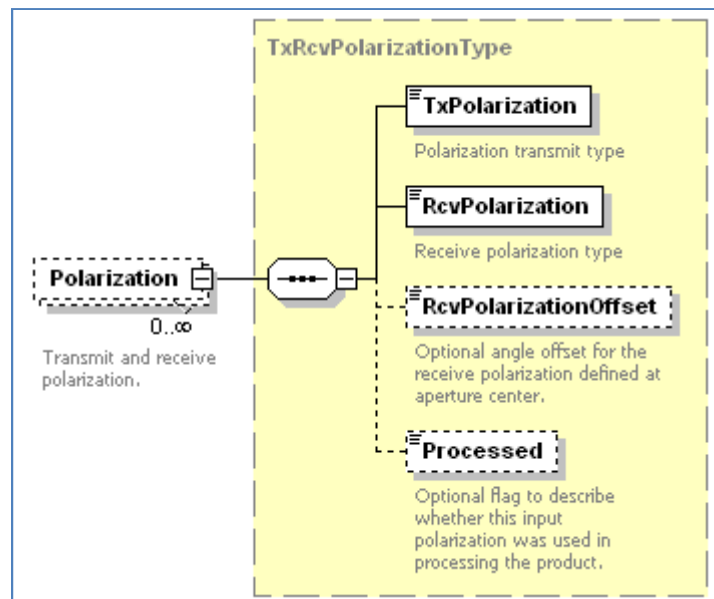 TxRcvPolarizationType
TxPolarization
Polarization transmit type
RcvPolarization
Receive polarization type
Polarization
0..∞
Transmit and receive
polarization.
RcvPolarizationOffset
Optional angle offset for the
receive polarization defined at
aperture center.
Processed
Optional flag to describe
whether this input
polarization was used in
processing the product.